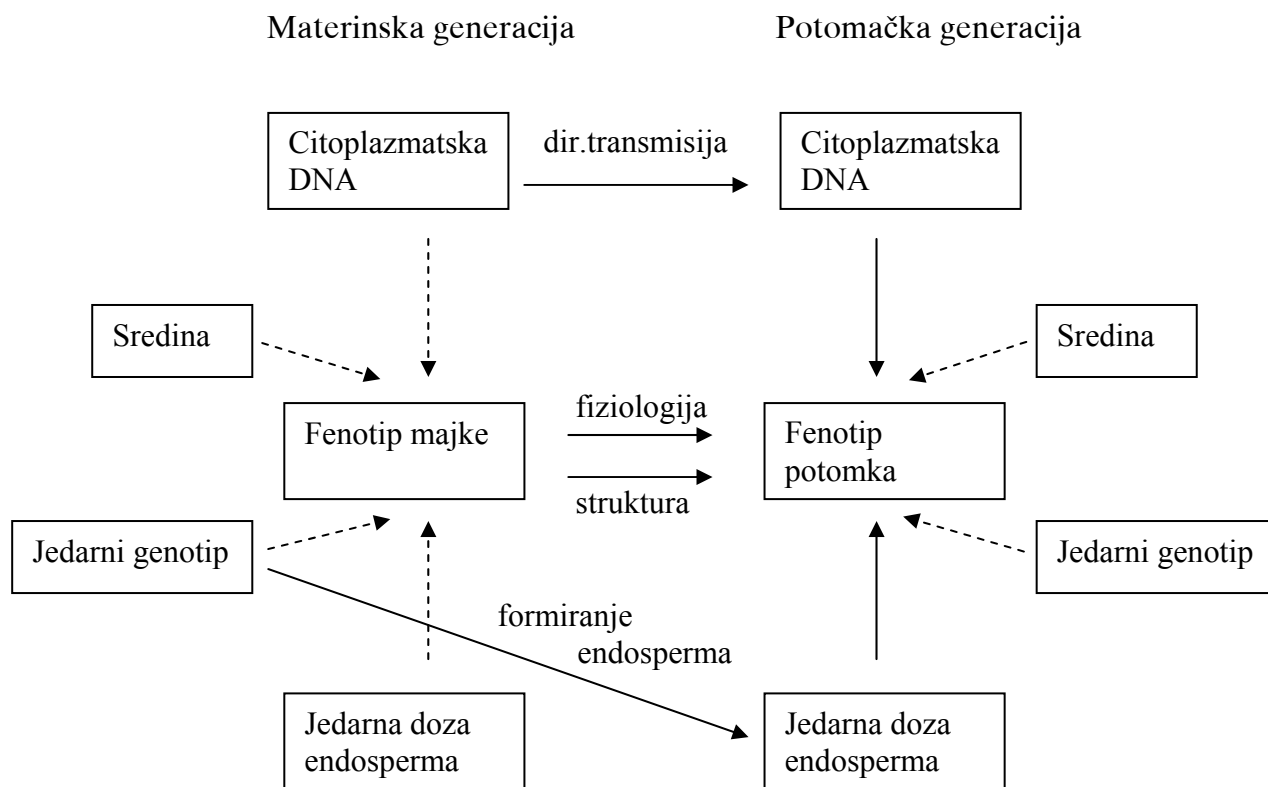 Materinska generacija
Potomačka generacija
Citoplazmatska
DNA
dir.transmisija
Citoplazmatska
DNA
Sredina
Sredina
Fenotip majke
fiziologija
struktura
Fenotip
potomka
Jedarni genotip
Jedarni genotip
formiranje
endosperma
Jedarna doza
endosperma
Jedarna doza
endosperma